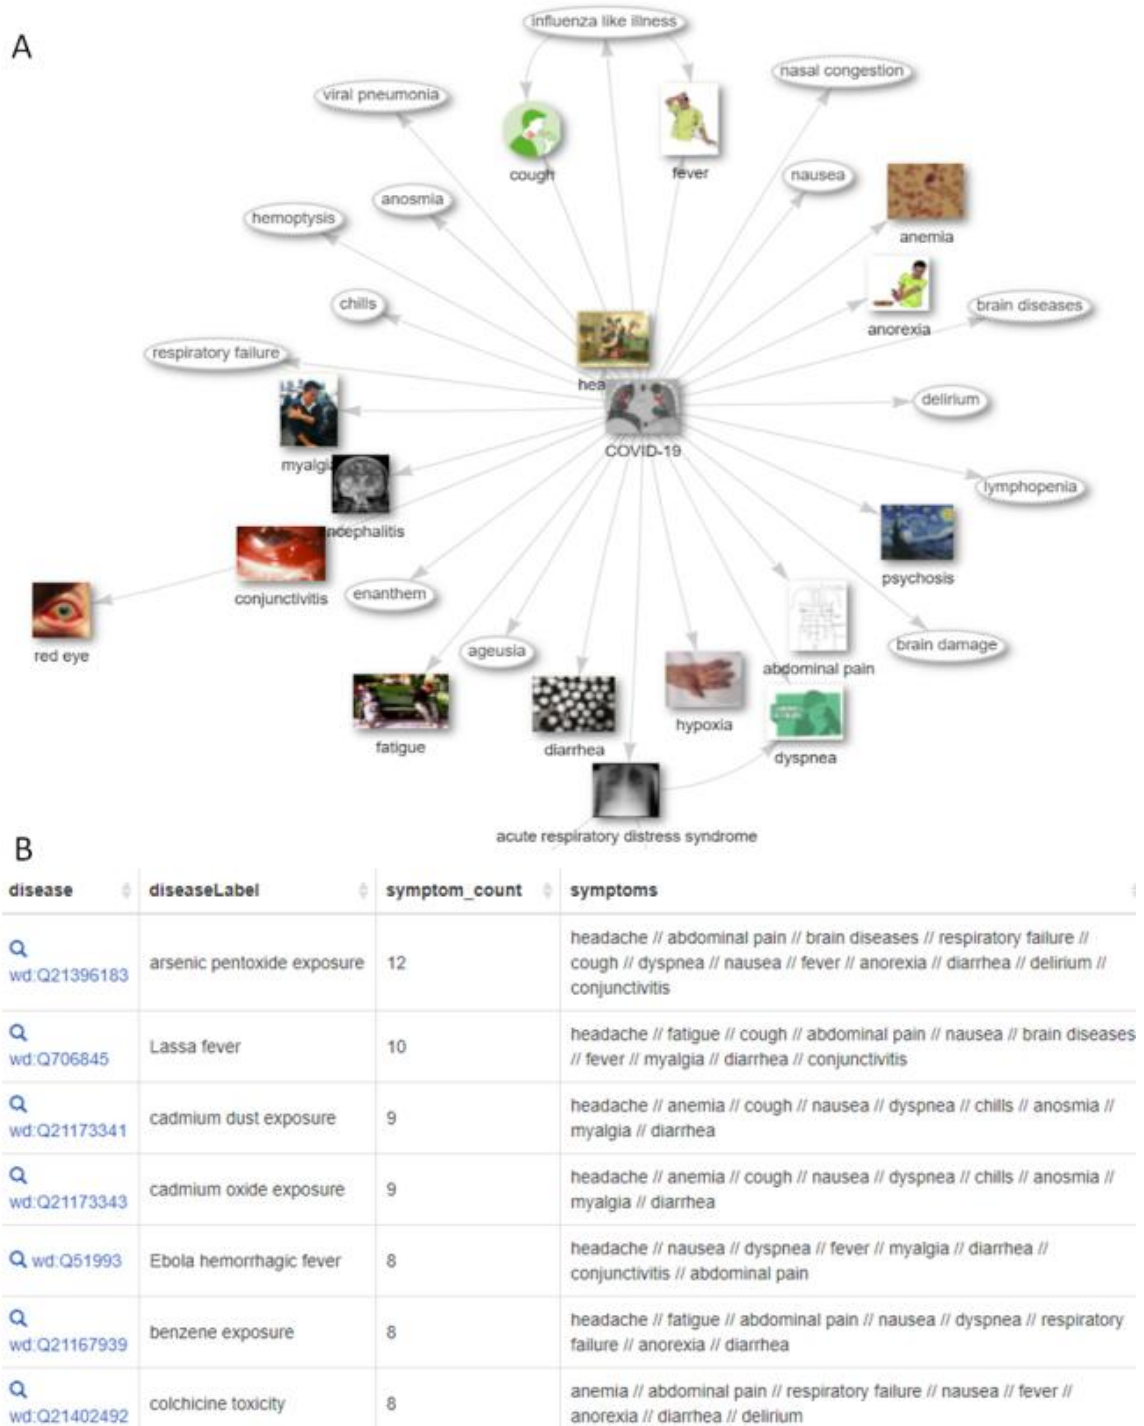 A
influenza like illness
nasal congestion
viral pneumonia
cough
fever
nausea
anosmia
hemoptysis
anemia
chills
anorexia
brain diseases
respiratory failure
hea
delirium
COVID-19
myalgi
lymphopenia
ncephalitis
psychosis
conjunctivitis
enanthem
red eye
ageusia
brain damage
abdominal pain
hypoxia
fatigue
diarrhea
dyspnea
acute respiratory distress syndrome
B
disease diseaseLabel symptom_count symptoms
wd:Q21396183 arsenic pentoxide exposure 12 headache // abdominal pain // brain diseases // respiratory failure //
cough // dyspnea // nausea // fever // anorexia // diarrhea // delirium //
conjunctivitis
wd:Q706845 Lassa fever 10 headache // fatigue // cough // abdominal pain // nausea // brain diseases
// fever // myalgia // diarrhea // conjunctivitis
wd:Q21173341 cadmium dust exposure 9 headache // anemia // cough // nausea // dyspnea // chills // anosmia //
myalgia // diarrhea
wd:Q21173343 cadmium oxide exposure 9 headache // anemia // cough // nausea // dyspnea // chills // anosmia //
myalgia // diarrhea
wd:Q51993 Ebola hemorrhagic fever 8 headache // nausea // dyspnea // fever // myalgia // diarrhea //
conjunctivitis // abdominal pain
wd:Q21167939 benzene exposure 8 headache // fatigue // abdominal pain // nausea // dyspnea // respiratory
failure // anorexia // diarrhea
wd:Q21402492 colchicine toxicity 8 anemia // abdominal pain // respiratory failure // nausea // fever //
anorexia // diarrhea // delirium